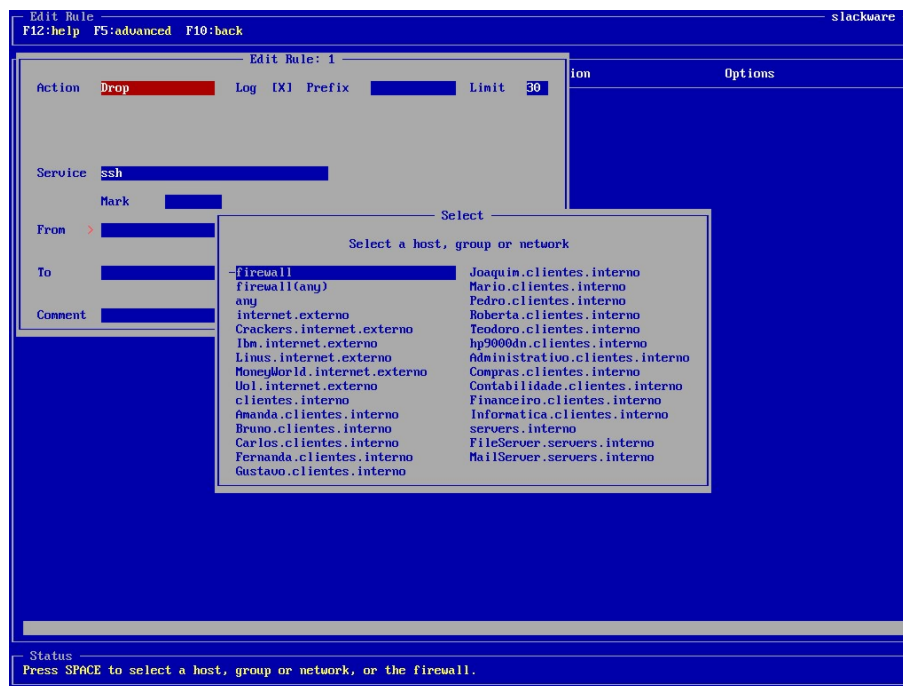 Edit Rule slackware
F12:help F5:advanced F10:back
Edit Rule: 1
ion Options
Action Drop Log [X] Prefix Limit 30
Service ssh
Mark
From >
To
Comment
Select
Select a host, group or network
-firewall
firewall(any)
any
internet.externo
Crackers.internet.externo
Ibm.internet.externo
Linus.internet.externo
MoneyWorld.internet.externo
Uol.internet.externo
clientes.interno
Amanda.clientes.interno
Bruno.clientes.interno
Carlos.clientes.interno
Fernanda.clientes.interno
Gustavo.clientes.interno
Joaquim.clientes.interno
Mario.clientes.interno
Pedro.clientes.interno
Roberta.clientes.interno
Teodoro.clientes.interno
hp9000dn.clientes.interno
Administrativo.clientes.interno
Compras.clientes.interno
Contabilidade.clientes.interno
Financeiro.clientes.interno
Informatica.clientes.interno
servers.interno
FileServer.servers.interno
MailServer.servers.interno
Status
Press SPACE to select a host, group or network, or the firewall.